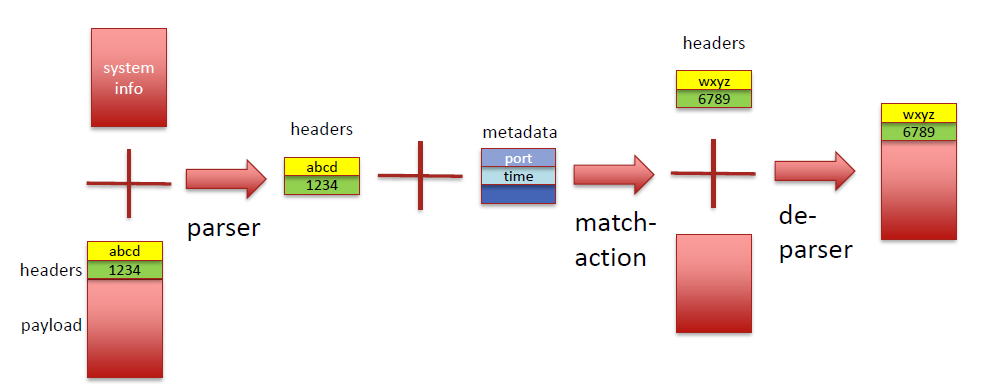 system
info
headers
abcd
1234
payload
parser
headers
abcd
1234
metadata
port
time
match-
action
headers
wxyz
6789
de-
parser
wxyz
6789